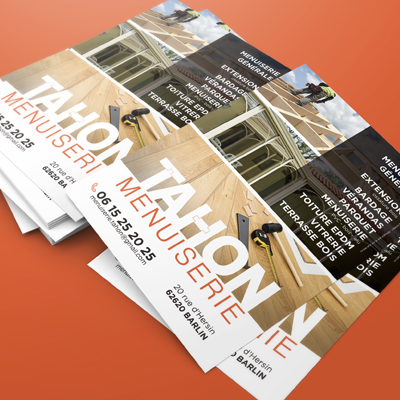 MENUISERIE
GÉNÉRALE
EXTENSION
BARDAGE
VÉRANDAS
PARQUET
MENUISERIE
TOITURE EPDM
VITRERIE
TERRASSE BOIS
TAHON
MENUISERIE
06 15 25 20 25
menuiserie.tahon@gmail.com
20 rue d'Hersin
62620 BARLIN